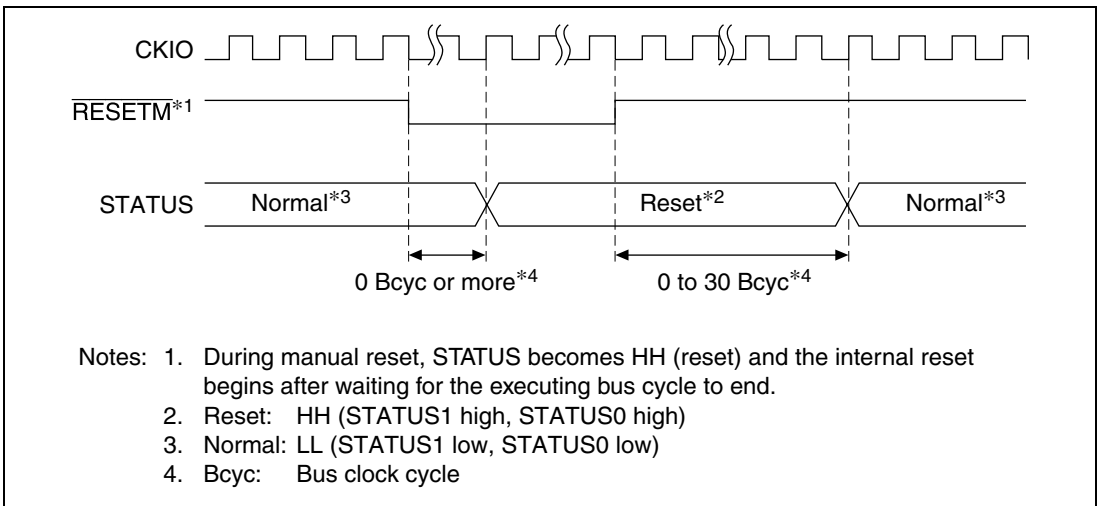 CKIO
RESETM*1
STATUS Normal*3 Reset*2 Normal*3
0 Bcyc or more*4 0 to 30 Bcyc*4
Notes: 1. During manual reset, STATUS becomes HH (reset) and the internal reset
begins after waiting for the executing bus cycle to end.
2. Reset: HH (STATUS1 high, STATUS0 high)
3. Normal: LL (STATUS1 low, STATUS0 low)
4. Bcyc: Bus clock cycle